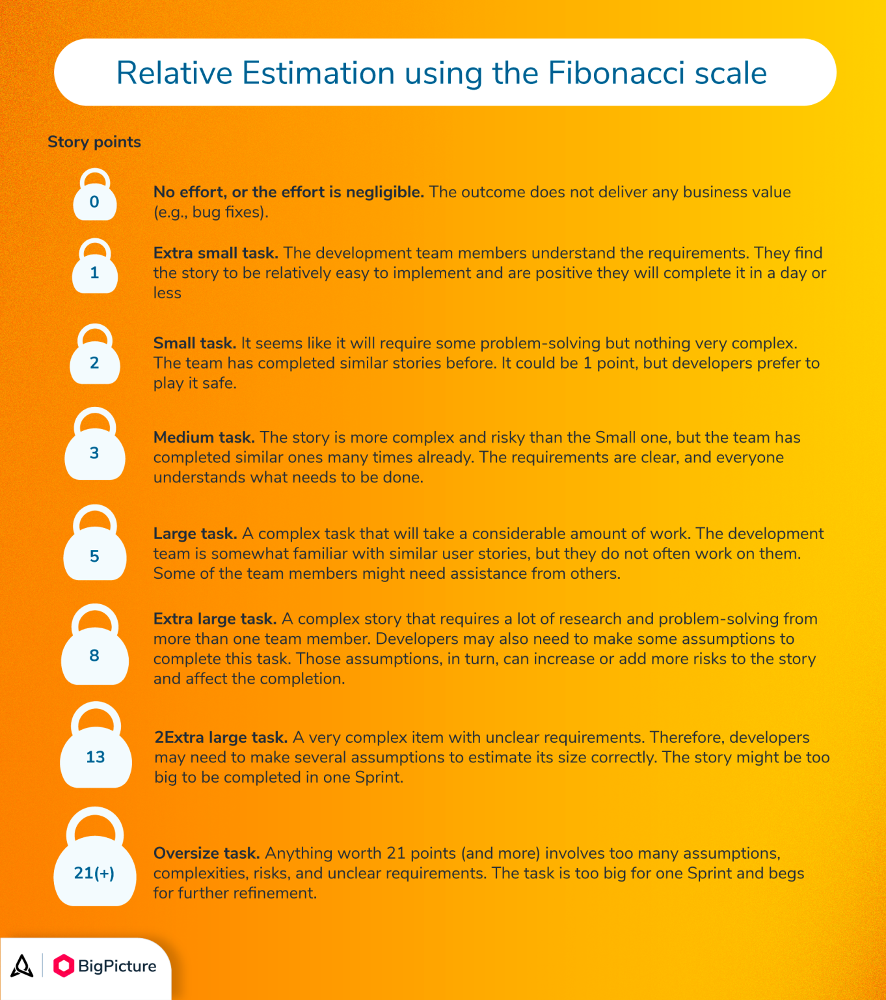 Relative Estimation using the Fibonacci scale
Story points
0
No effort, or the effort is negligible. The outcome does not deliver any business value
(e.g., bug fixes).
1
Extra small task. The development team members understand the requirements. They find
the story to be relatively easy to implement and are positive they will complete it in a day or
less
2
Small task. It seems like it will require some problem-solving but nothing very complex.
The team has completed similar stories before. It could be 1 point, but developers prefer to
play it safe.
3
Medium task. The story is more complex and risky than the Small one, but the team has
completed similar ones many times already. The requirements are clear, and everyone
understands what needs to be done.
5
Large task. A complex task that will take a considerable amount of work. The development
team is somewhat familiar with similar user stories, but they do not often work on them.
Some of the team members might need assistance from others.
8
Extra large task. A complex story that requires a lot of research and problem-solving from
more than one team member. Developers may also need to make some assumptions to
complete this task. Those assumptions, in turn, can increase or add more risks to the story
and affect the completion.
13
2Extra large task. A very complex item with unclear requirements. Therefore, developers
may need to make several assumptions to estimate its size correctly. The story might be too
big to be completed in one Sprint.
21(+)
Oversize task. Anything worth 21 points (and more) involves too many assumptions,
complexities, risks, and unclear requirements. The task is too big for one Sprint and begs
for further refinement.
BigPicture